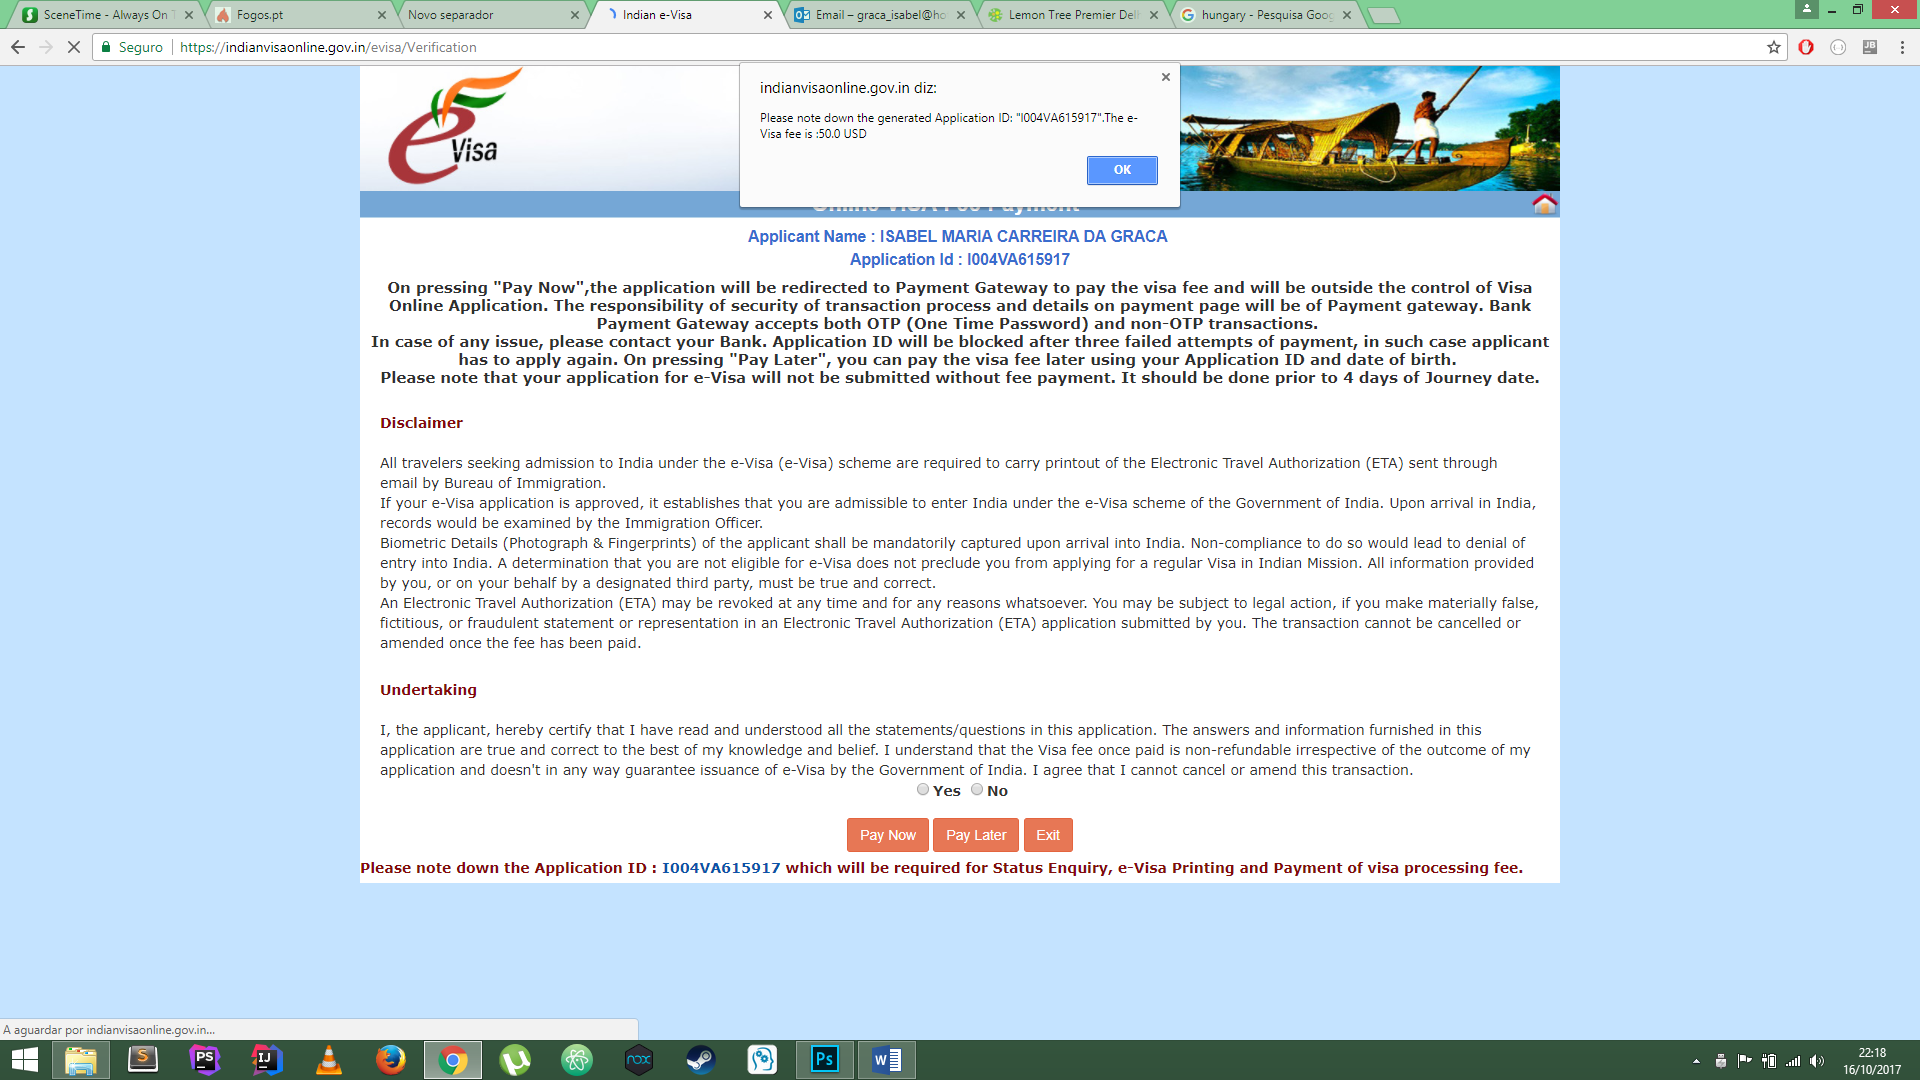 SceneTime - Always On T
Fogos.pt
Novo separador
Indian e-Visa
Email – graca_isabel@ho
Lemon Tree Premier Delh
hungary - Pesquisa Goog
Seguro
https://indianvisaonline.gov.in/evisa/Verification
JB
e Visa
indianvisaonline.gov.in diz:
Please note down the generated Application ID: "I004VA615917".The e-
Visa fee is :50.0 USD
OK
Online VISA Fee Payment
Applicant Name : ISABEL MARIA CARREIRA DA GRACA
Application Id : I004VA615917
On pressing "Pay Now",the application will be redirected to Payment Gateway to pay the visa fee and will be outside the control of Visa
Online Application. The responsibility of security of transaction process and details on payment page will be of Payment gateway. Bank
Payment Gateway accepts both OTP (One Time Password) and non-OTP transactions.
In case of any issue, please contact your Bank. Application ID will be blocked after three failed attempts of payment, in such case applicant
has to apply again. On pressing "Pay Later", you can pay the visa fee later using your Application ID and date of birth.
Please note that your application for e-Visa will not be submitted without fee payment. It should be done prior to 4 days of Journey date.
Disclaimer
All travelers seeking admission to India under the e-Visa (e-Visa) scheme are required to carry printout of the Electronic Travel Authorization (ETA) sent through
email by Bureau of Immigration.
If your e-Visa application is approved, it establishes that you are admissible to enter India under the e-Visa scheme of the Government of India. Upon arrival in India,
records would be examined by the Immigration Officer.
Biometric Details (Photograph & Fingerprints) of the applicant shall be mandatorily captured upon arrival into India. Non-compliance to do so would lead to denial of
entry into India. A determination that you are not eligible for e-Visa does not preclude you from applying for a regular Visa in Indian Mission. All information provided
by you, or on your behalf by a designated third party, must be true and correct.
An Electronic Travel Authorization (ETA) may be revoked at any time and for any reasons whatsoever. You may be subject to legal action, if you make materially false,
fictitious, or fraudulent statement or representation in an Electronic Travel Authorization (ETA) application submitted by you. The transaction cannot be cancelled or
amended once the fee has been paid.
Undertaking
I, the applicant, hereby certify that I have read and understood all the statements/questions in this application. The answers and information furnished in this
application are true and correct to the best of my knowledge and belief. I understand that the Visa fee once paid is non-refundable irrespective of the outcome of my
application and doesn't in any way guarantee issuance of e-Visa by the Government of India. I agree that I cannot cancel or amend this transaction.
Yes No
Pay Now Pay Later Exit
Please note down the Application ID : I004VA615917 which will be required for Status Enquiry, e-Visa Printing and Payment of visa processing fee.
A aguardar por indianvisaonline.gov.in...
S PS IJ nox Ps W
22:18
16/10/2017